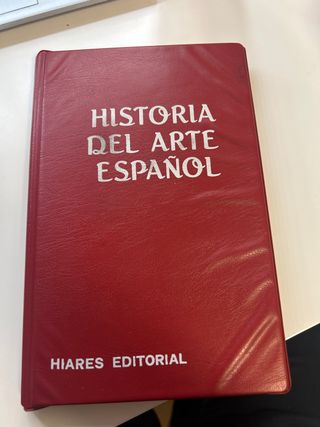 HISTORIA
DEL ARTE
ESPAÑOL
HIARES EDITORIAL